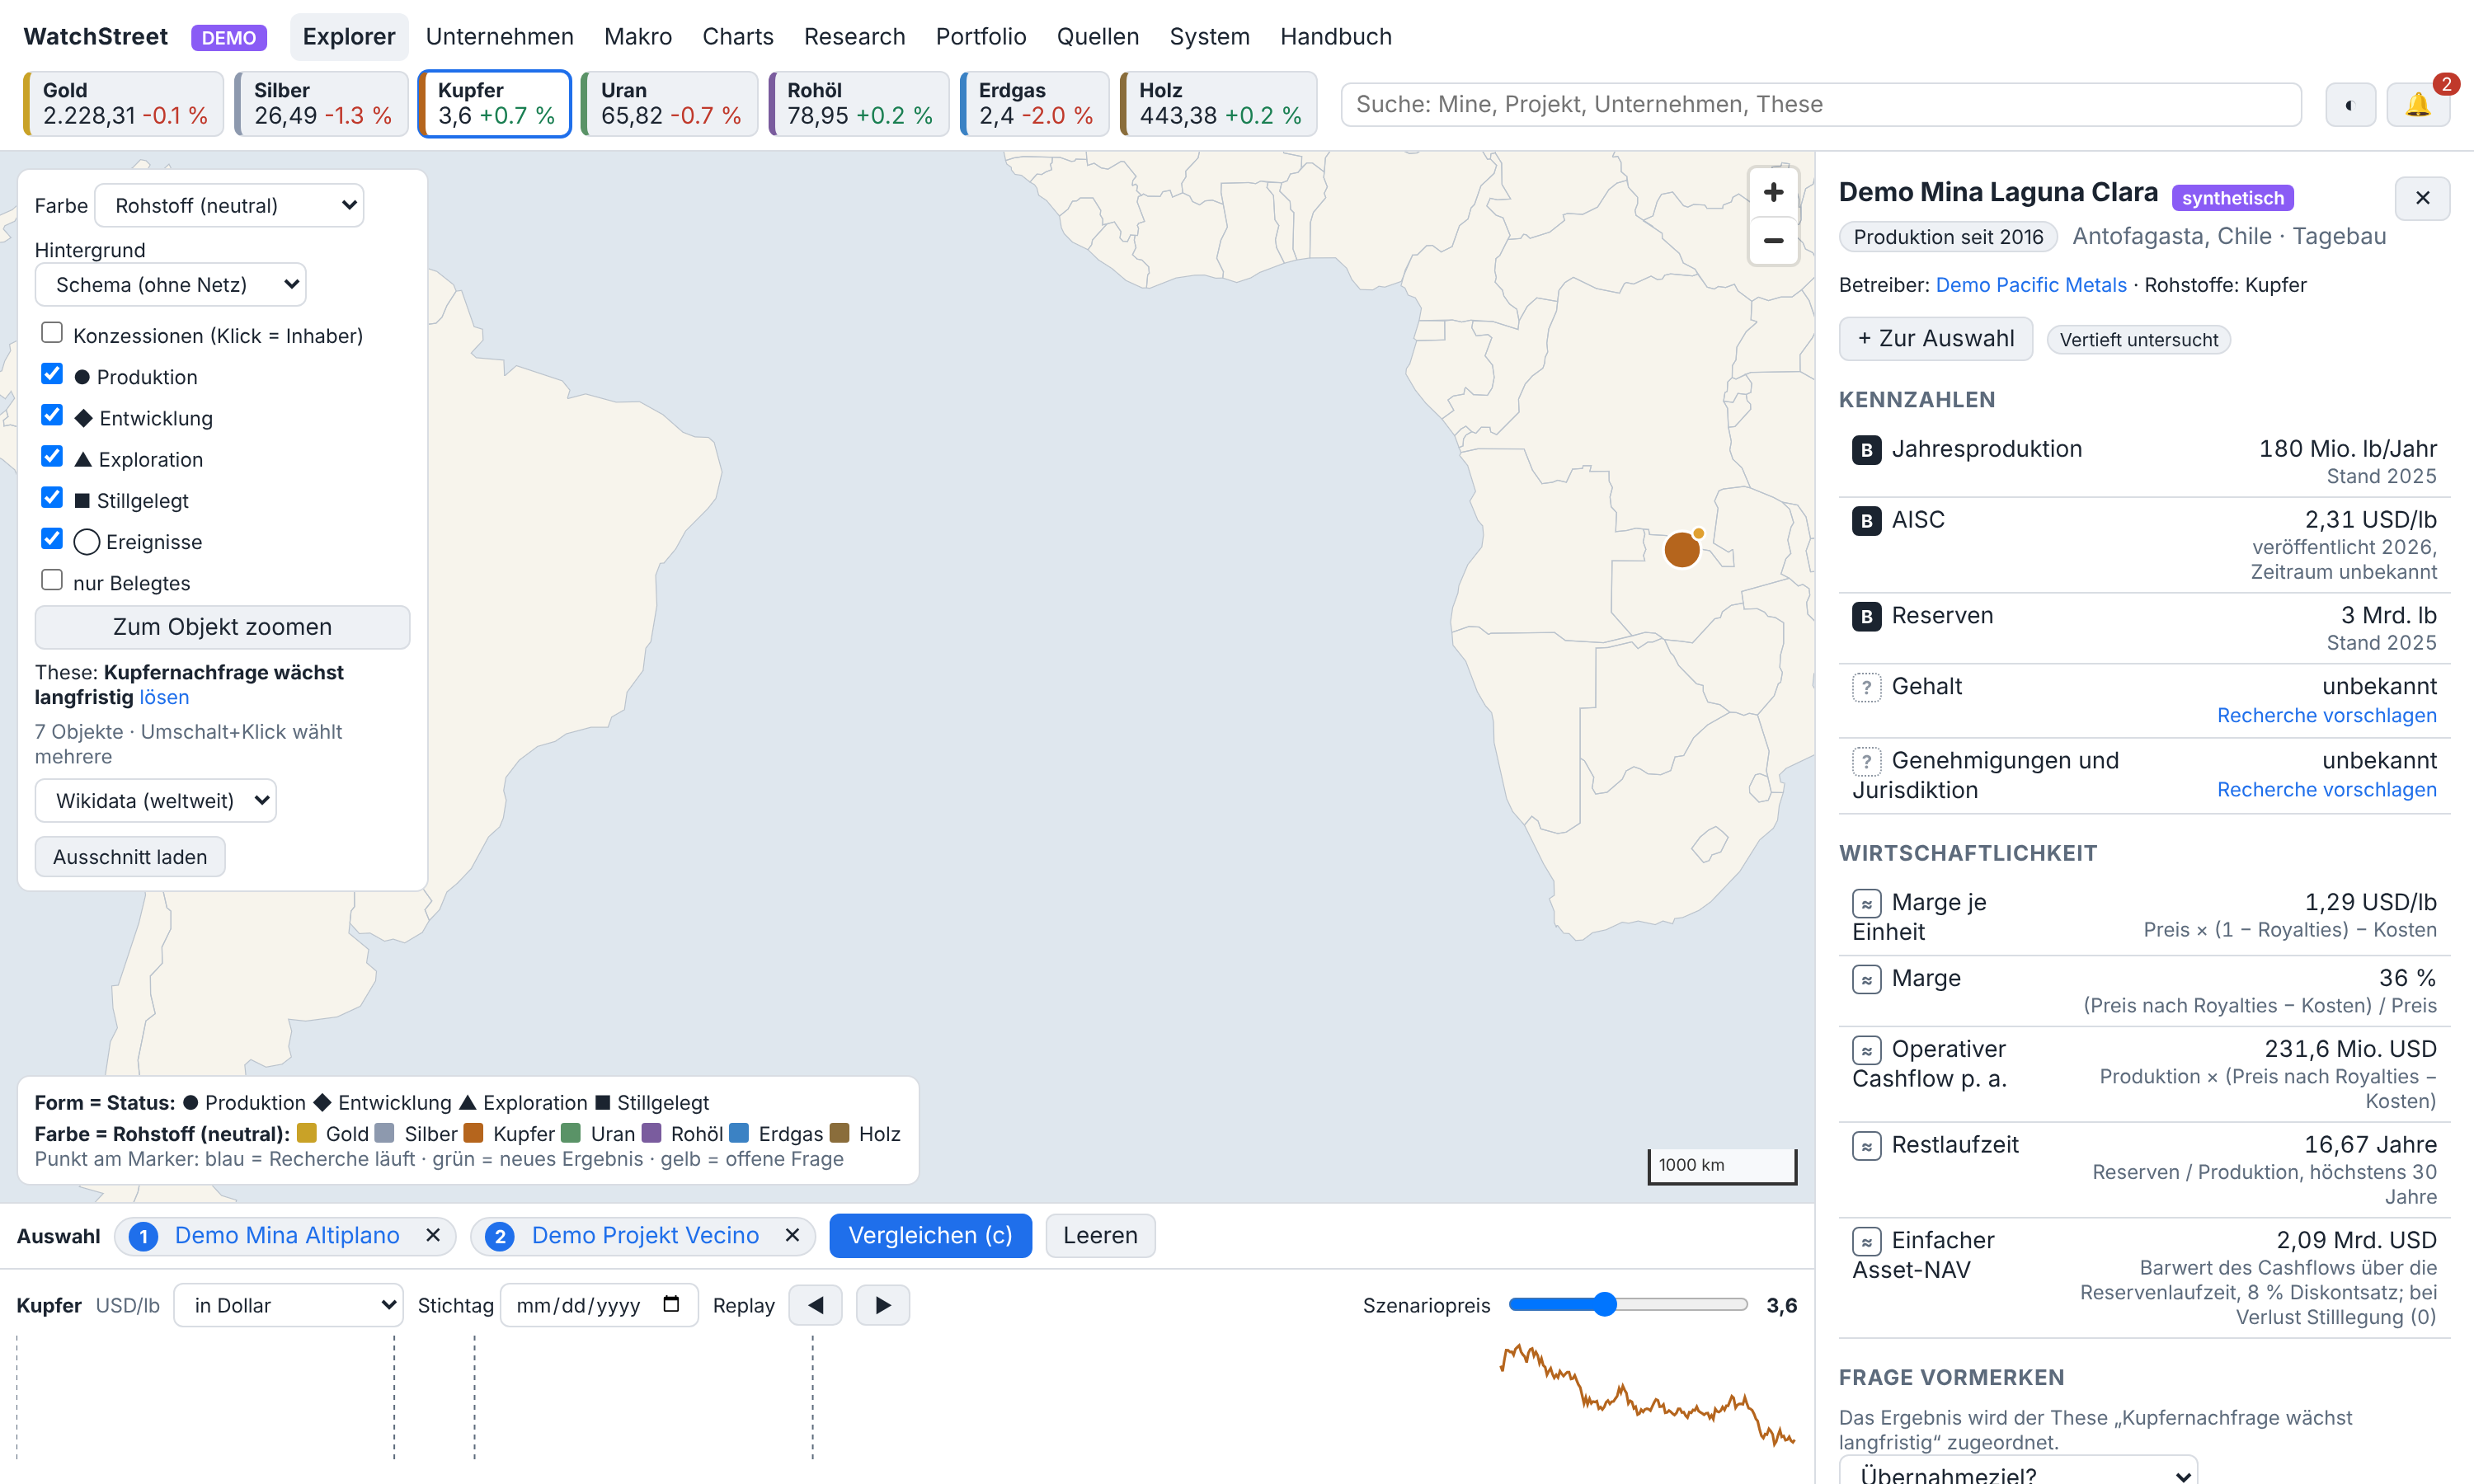 WatchStreet DEMO Explorer Unternehmen Makro Charts Research Portfolio Quellen System Handbuch
Gold
2.228,31 -0.1 %
Silber
26,49 -1.3 %
Kupfer
3,6 +0.7 %
Uran
65,82 -0.7 %
Rohöl
78,95 +0.2 %
Erdgas
2,4 -2.0 %
Holz
443,38 +0.2 %
Suche: Mine, Projekt, Unternehmen, These
2
Farbe Rohstoff (neutral)
Hintergrund
Schema (ohne Netz)
Konzessionen (Klick = Inhaber)
Produktion
Entwicklung
Exploration
Stillgelegt
Ereignisse
nur Belegtes
Zum Objekt zoomen
These: Kupfernachfrage wächst
langfristig lösen
7 Objekte · Umschalt+Klick wählt
mehrere
Wikidata (weltweit)
Ausschnitt laden
+
−
Form = Status: ● Produktion ◆ Entwicklung ▲ Exploration ■ Stillgelegt
Farbe = Rohstoff (neutral): Gold Silber Kupfer Uran Rohöl Erdgas Holz
Punkt am Marker: blau = Recherche läuft · grün = neues Ergebnis · gelb = offene Frage
1000 km
Auswahl 1 Demo Mina Altiplano ✕ 2 Demo Projekt Vecino ✕ Vergleichen (c) Leeren
Kupfer USD/lb in Dollar Stichtag mm/dd/yyyy Replay ◀ ▶ Szenariopreis 3,6
Demo Mina Laguna Clara synthetisch ✕
Produktion seit 2016 Antofagasta, Chile · Tagebau
Betreiber: Demo Pacific Metals · Rohstoffe: Kupfer
+ Zur Auswahl Vertieft untersucht
KENNZAHLEN
B Jahresproduktion 180 Mio. lb/Jahr
Stand 2025
B AISC 2,31 USD/lb
veröffentlicht 2026,
Zeitraum unbekannt
B Reserven 3 Mrd. lb
Stand 2025
? Gehalt unbekannt
Recherche vorschlagen
? Genehmigungen und unbekannt
Jurisdiktion Recherche vorschlagen
WIRTSCHAFTLICHKEIT
≈ Marge je 1,29 USD/lb
Einheit Preis × (1 − Royalties) − Kosten
≈ Marge 36 %
(Preis nach Royalties − Kosten) / Preis
≈ Operativer 231,6 Mio. USD
Cashflow p. a. Produktion × (Preis nach Royalties −
Kosten)
≈ Restlaufzeit 16,67 Jahre
Reserven / Produktion, höchstens 30
Jahre
≈ Einfacher 2,09 Mrd. USD
Asset-NAV Barwert des Cashflows über die
Reservenlaufzeit, 8 % Diskontsatz; bei
Verlust Stilllegung (0)
FRAGE VORMERKEN
Das Ergebnis wird der These „Kupfernachfrage wächst
langfristig“ zugeordnet.
Übernahmeziel?